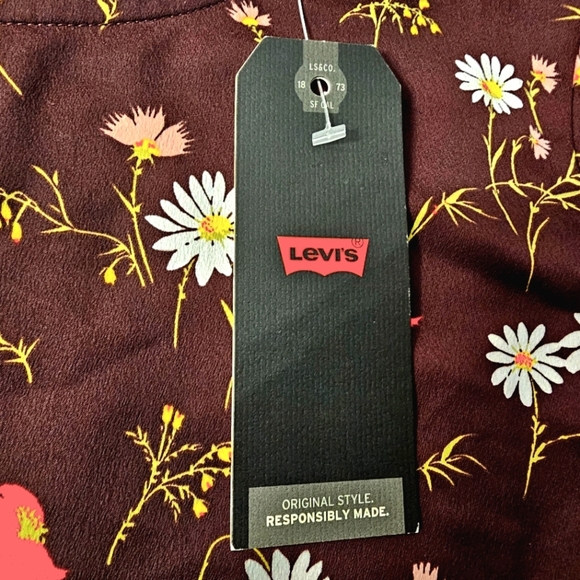 LS&CO.
18 73
SF CAL
LEVI'S®
ORIGINAL STYLE.
RESPONSIBLY MADE.